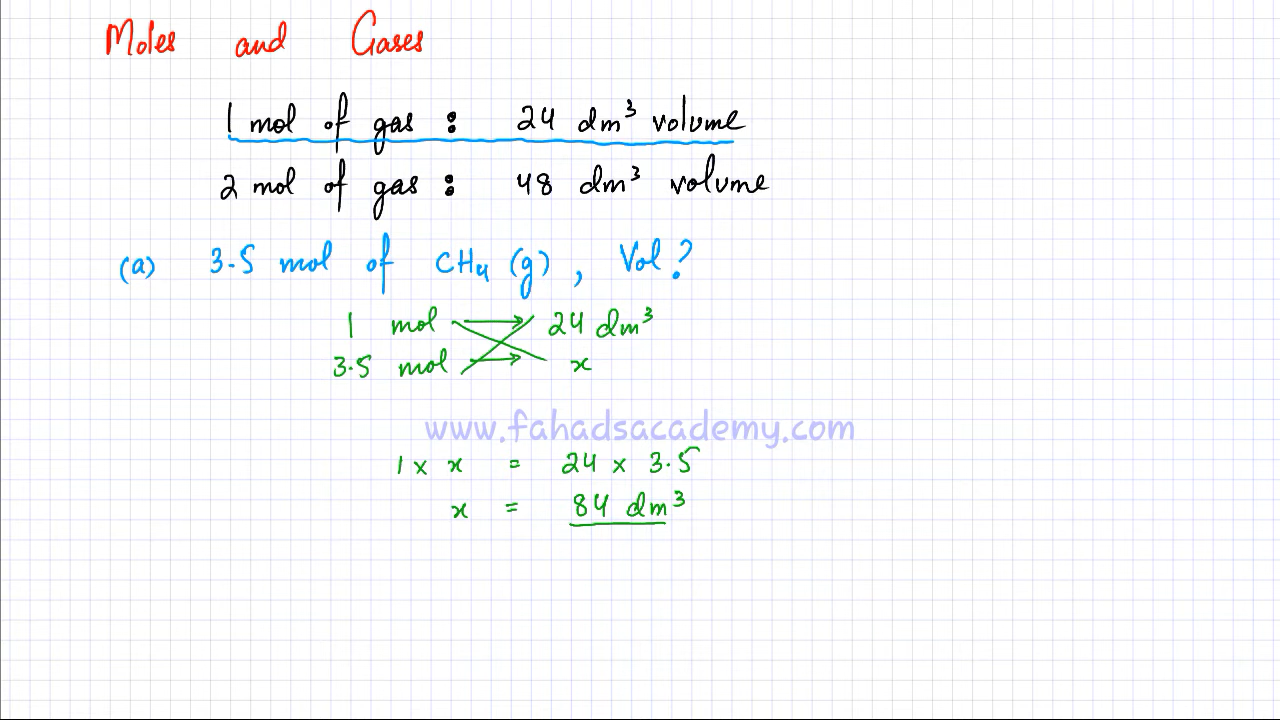 Moles and Gases
1 mol of gas : 24 dm³ volume
2 mol of gas : 48 dm³ volume
(a) 3.5 mol of CH₄ (g), Vol?
1 mol → 24 dm³
3.5 mol → x
www.fahadsacademy.com
1 × x = 24 × 3.5
x = 84 dm³